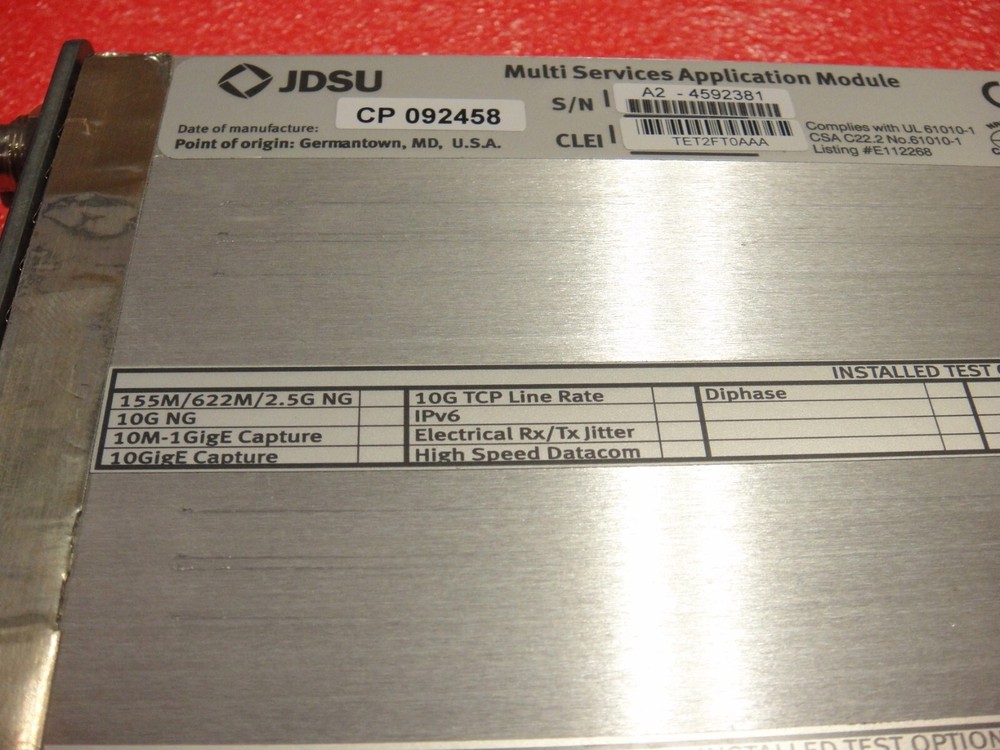 JDSU
Multi Services Application Module
CP 092458
S/N
A2 - 4592381
Date of manufacture:
Point of origin: Germantown, MD, U.S.A.
CLEI
TET2FT0AAA
Complies with UL 61010-1
CSA C22.2 No.61010-1
Listing #E112268
INSTALLED TEST
155M/622M/2.5G NG
10G TCP Line Rate
Diphase
10G NG
IPv6
10M-1GigE Capture
Electrical Rx/Tx Jitter
10GigE Capture
High Speed Datacom
INSTALLED TEST OPTION